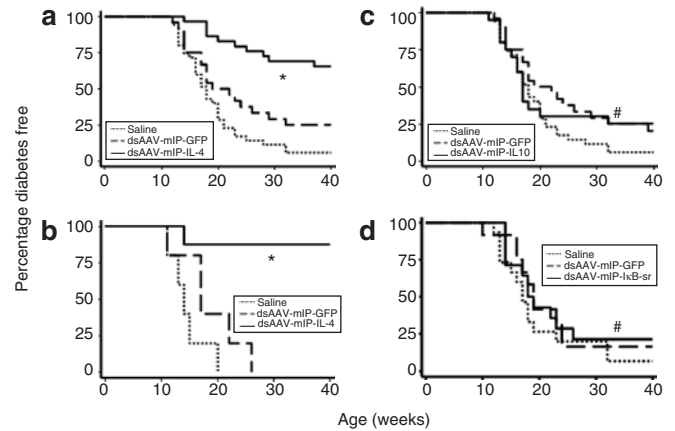 a
100
75
50
25
0
*
Saline
dsAAV-mIP-GFP
dsAAV-mIP-IL-4
0 10 20 30 40
c
100
75
50
25
0
#
Saline
dsAAV-mIP-GFP
dsAAV-mIP-IL10
0 10 20 30 40
Percentage diabetes free
b
100
75
50
25
0
*
Saline
dsAAV-mIP-GFP
dsAAV-mIP-IL-4
0 10 20 30 40
d
100
75
50
25
0
#
Saline
dsAAV-mIP-GFP
dsAAV-mIP-IκB-sr
0 10 20 30 40
Age (weeks)